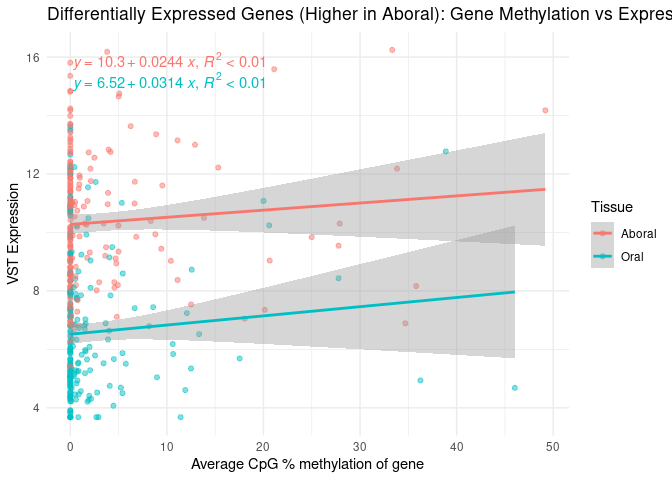 Differentially Expressed Genes (Higher in Aboral): Gene Methylation vs Expres
y = 10.3 + 0.0244 x, R² < 0.01
y = 6.52 + 0.0314 x, R² < 0.01
16
12
8
4
VST Expression
0 10 20 30 40 50
Average CpG % methylation of gene
Tissue
Aboral
Oral